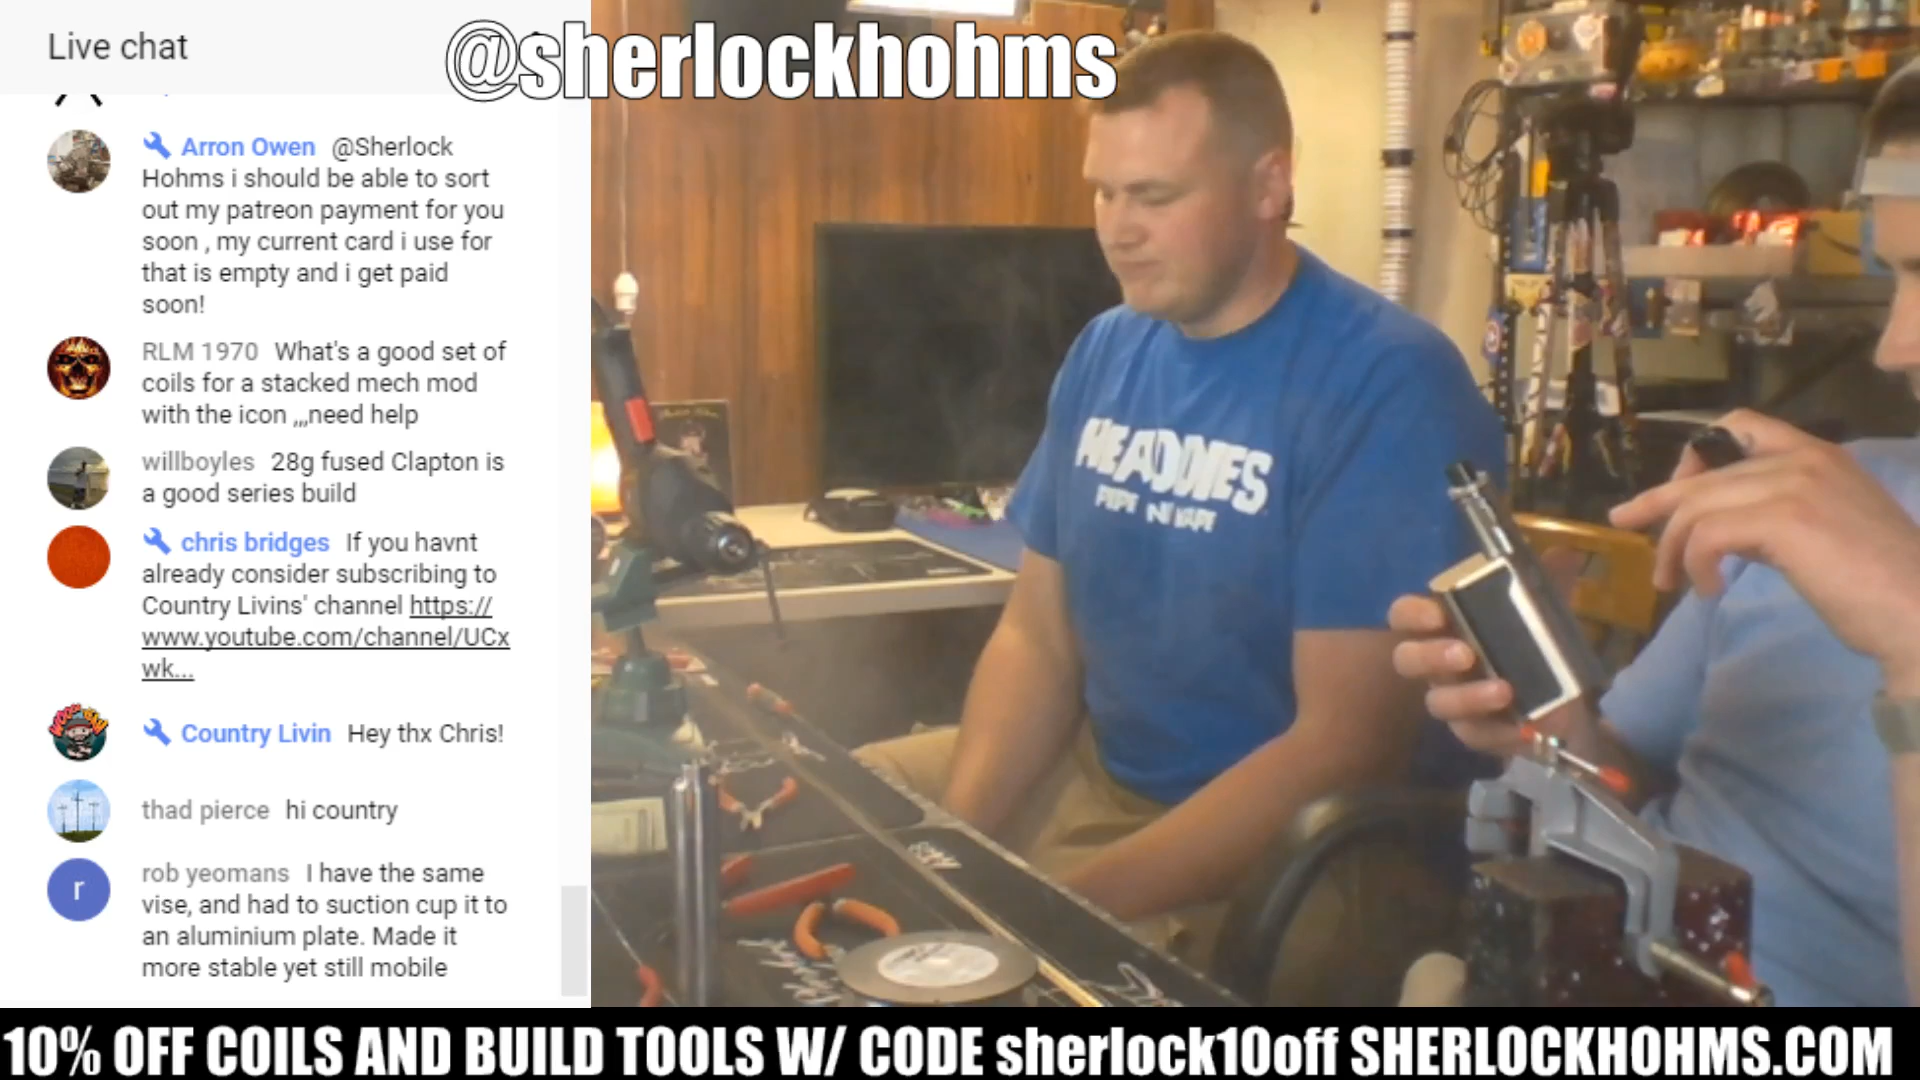 Live chat
@sherlockhohms
Arron Owen @Sherlock
Hohms i should be able to sort
out my patreon payment for you
soon , my current card i use for
that is empty and i get paid
soon!
RLM 1970 What's a good set of
coils for a stacked mech mod
with the icon ,,,need help
willboyles 28g fused Clapton is
a good series build
chris bridges If you havnt
already consider subscribing to
Country Livins' channel https://
www.youtube.com/channel/UCx
wk...
Country Livin Hey thx Chris!
thad pierce hi country
r
rob yeomans I have the same
vise, and had to suction cup it to
an aluminium plate. Made it
more stable yet still mobile
HEADDIES
PIPE N VAPE
10% OFF COILS AND BUILD TOOLS W/ CODE sherlock10off SHERLOCKHOHMS.COM